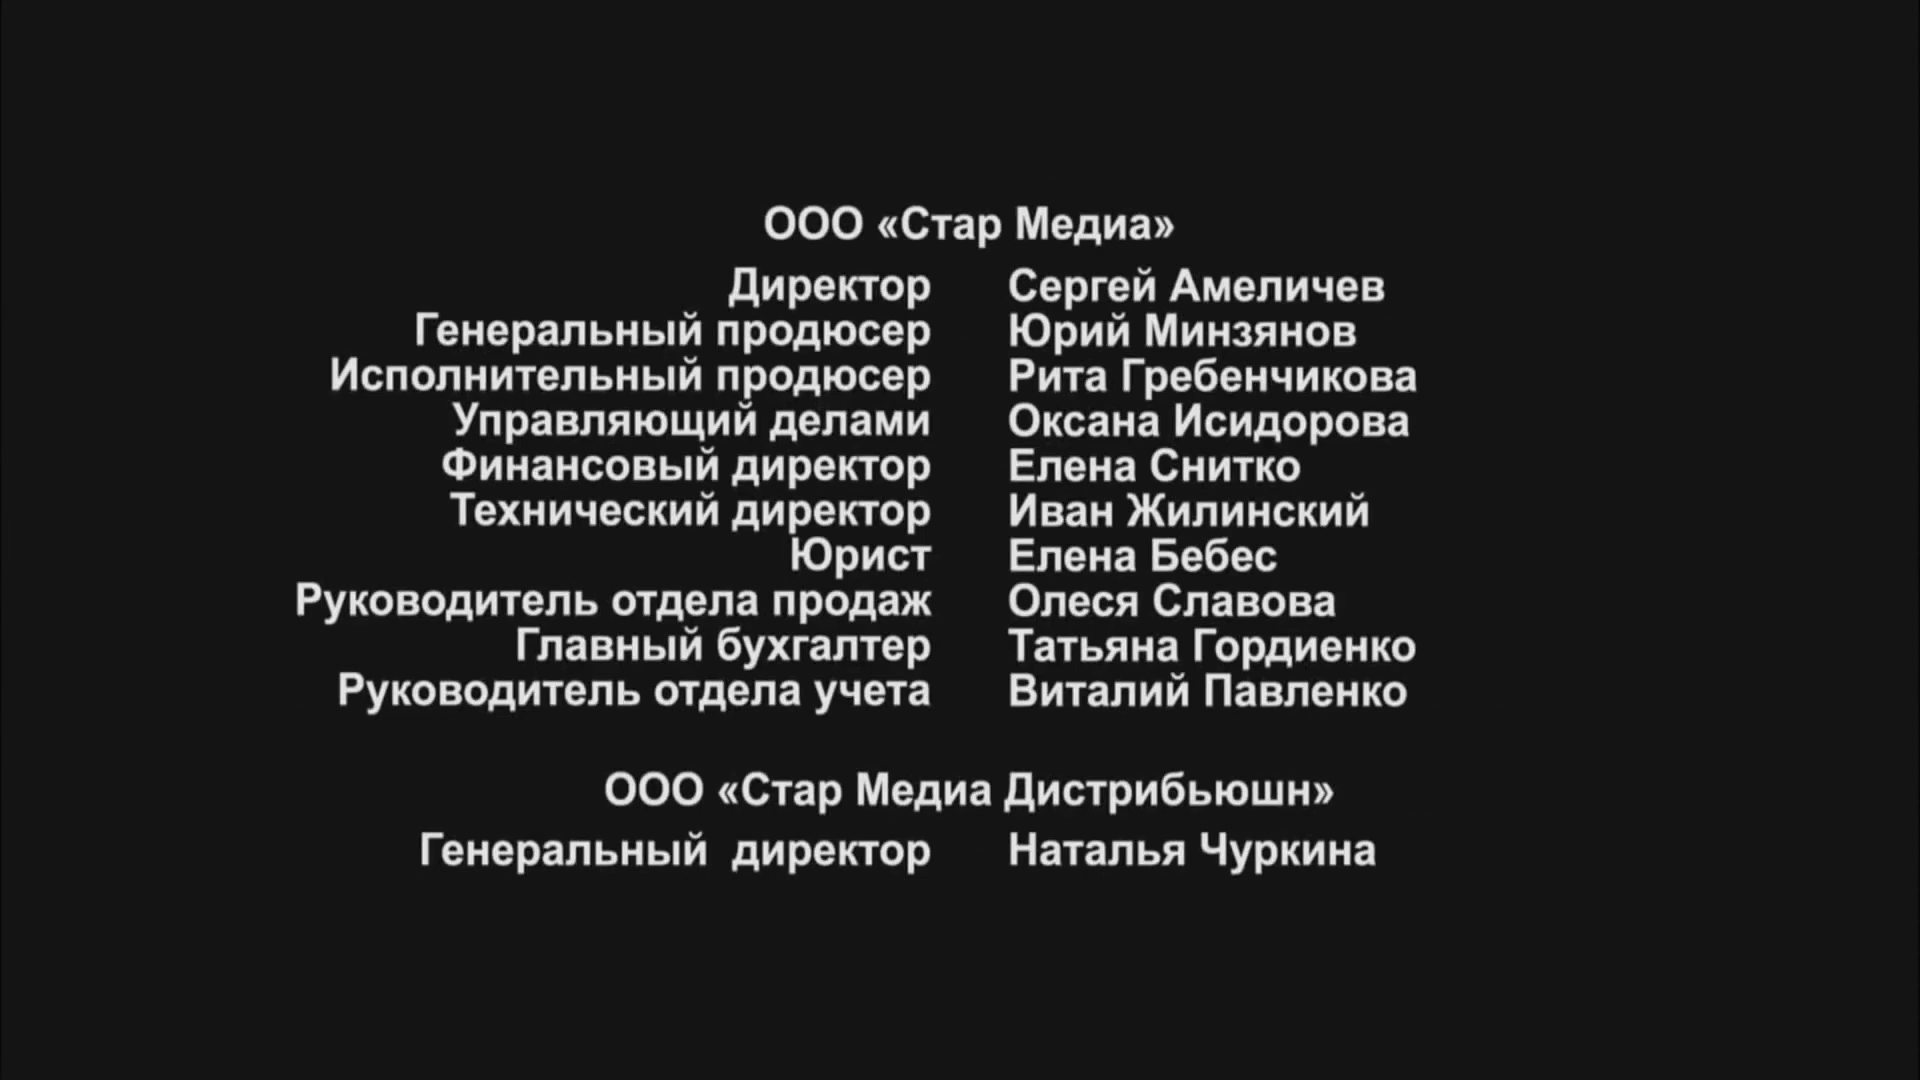 ООО «Стар Медиа»
Директор Сергей Амеличев
Генеральный продюсер Юрий Минзянов
Исполнительный продюсер Рита Гребенчикова
Управляющий делами Оксана Исидорова
Финансовый директор Елена Снитко
Технический директор Иван Жилинский
Юрист Елена Бебес
Руководитель отдела продаж Олеся Славова
Главный бухгалтер Татьяна Гордиенко
Руководитель отдела учета Виталий Павленко
ООО «Стар Медиа Дистрибьюшн»
Генеральный директор Наталья Чуркина